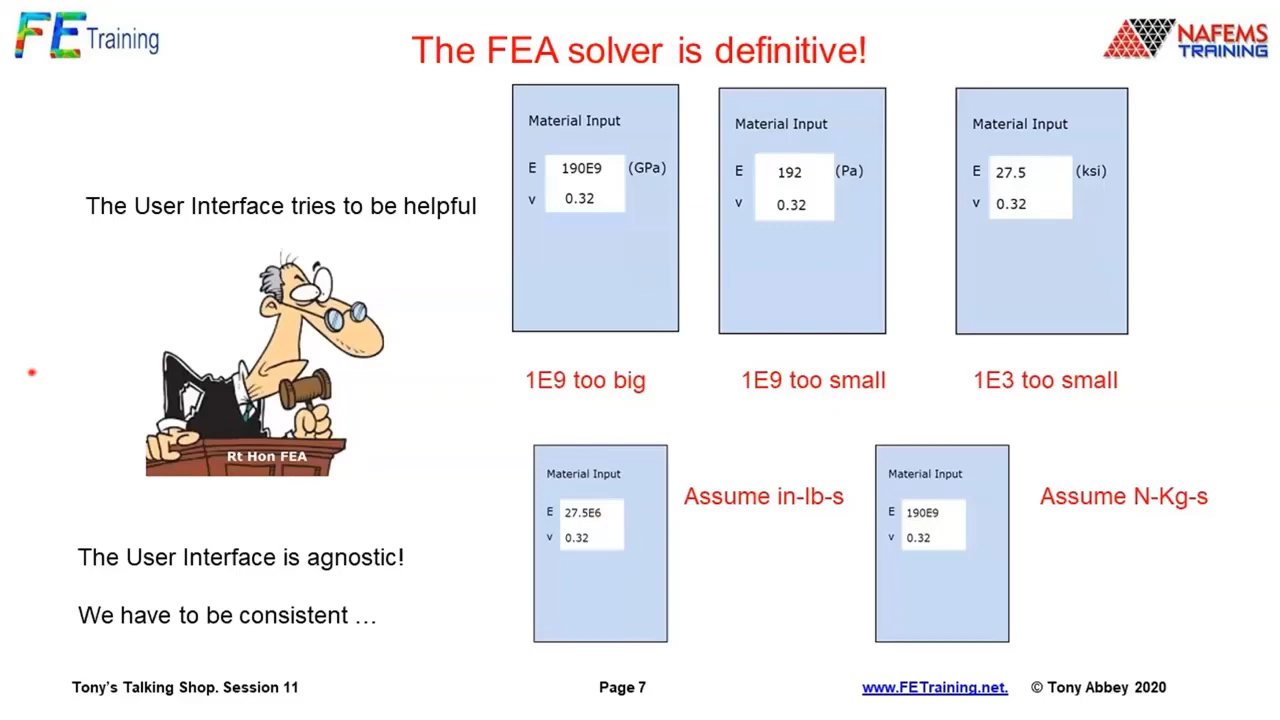 FE Training
The FEA solver is definitive!
NAFEMS
TRAINING
The User Interface tries to be helpful
Material Input
E 190E9 (GPa)
v 0.32
1E9 too big
Material Input
E 192 (Pa)
v 0.32
1E9 too small
Material Input
E 27.5 (ksi)
v 0.32
1E3 too small
Rt Hon FEA
The User Interface is agnostic!
We have to be consistent …
Material Input
E 27.5E6
v 0.32
Assume in-lb-s
Material Input
E 190E9
v 0.32
Assume N-Kg-s
Tony's Talking Shop. Session 11
Page 7
www.FETraining.net. © Tony Abbey 2020